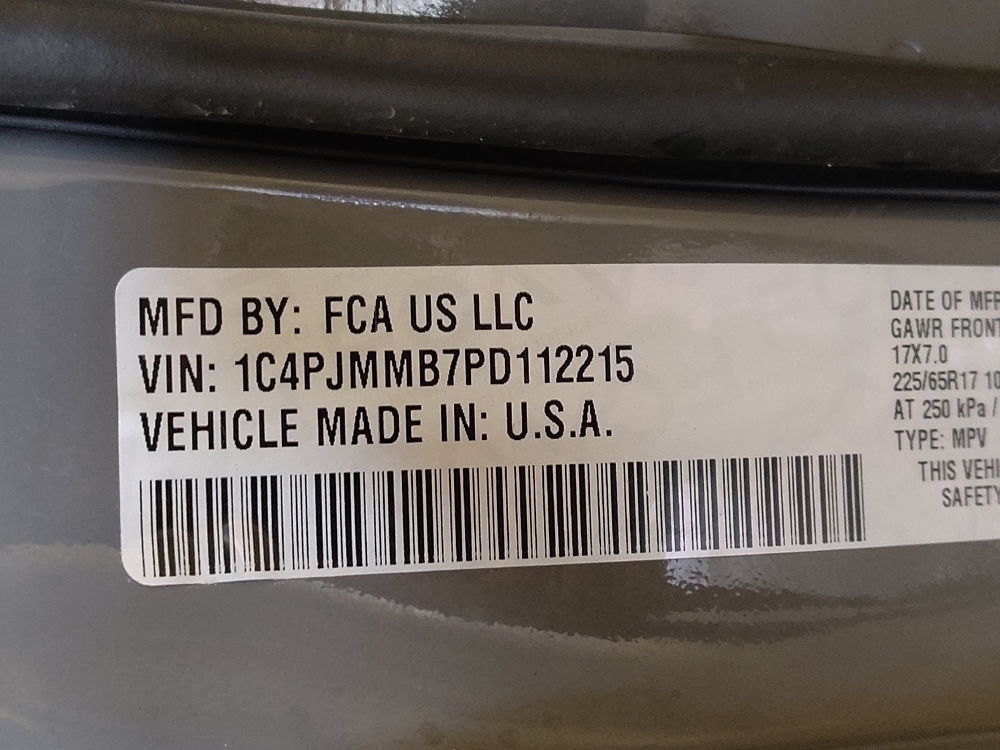 MFD BY: FCA US LLC
VIN: 1C4PJMMB7PD112215
VEHICLE MADE IN: U.S.A.
DATE OF MFR
GAWR FRONT
17X7.0
225/65R17 10
AT 250 kPa /
TYPE: MPV
THIS VEHI
SAFETY